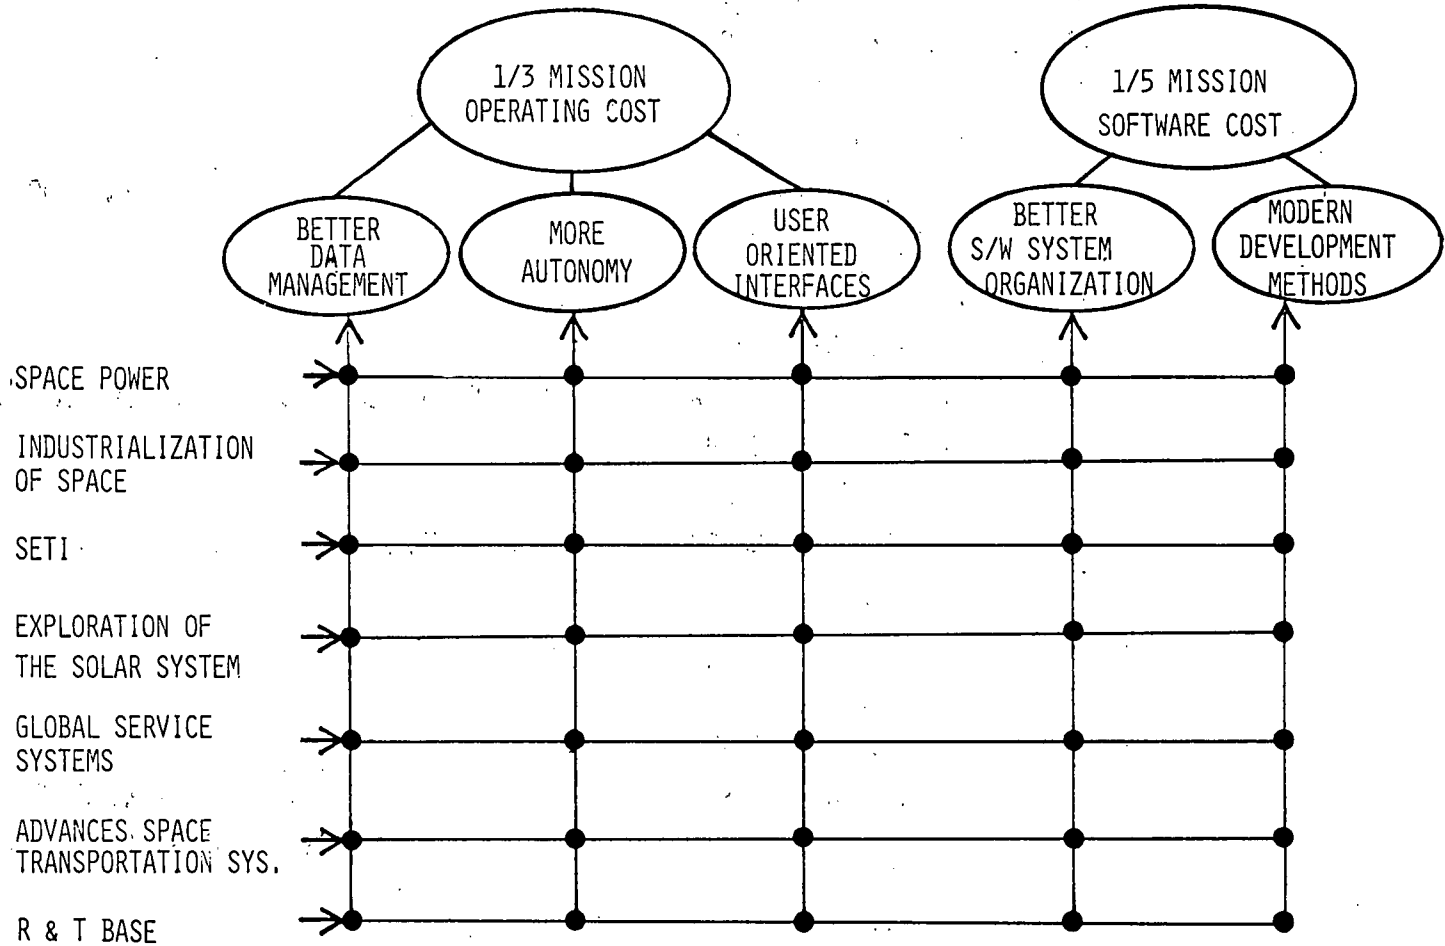 1/3 MISSION
OPERATING COST
1/5 MISSION
SOFTWARE COST
BETTER
DATA
MANAGEMENT
MORE
AUTONOMY
USER
ORIENTED
INTERFACES
BETTER
S/W SYSTEM
ORGANIZATION
MODERN
DEVELOPMENT
METHODS
SPACE POWER
INDUSTRIALIZATION
OF SPACE
SETI
EXPLORATION OF
THE SOLAR SYSTEM
GLOBAL SERVICE
SYSTEMS
ADVANCES SPACE
TRANSPORTATION SYS.
R & T BASE